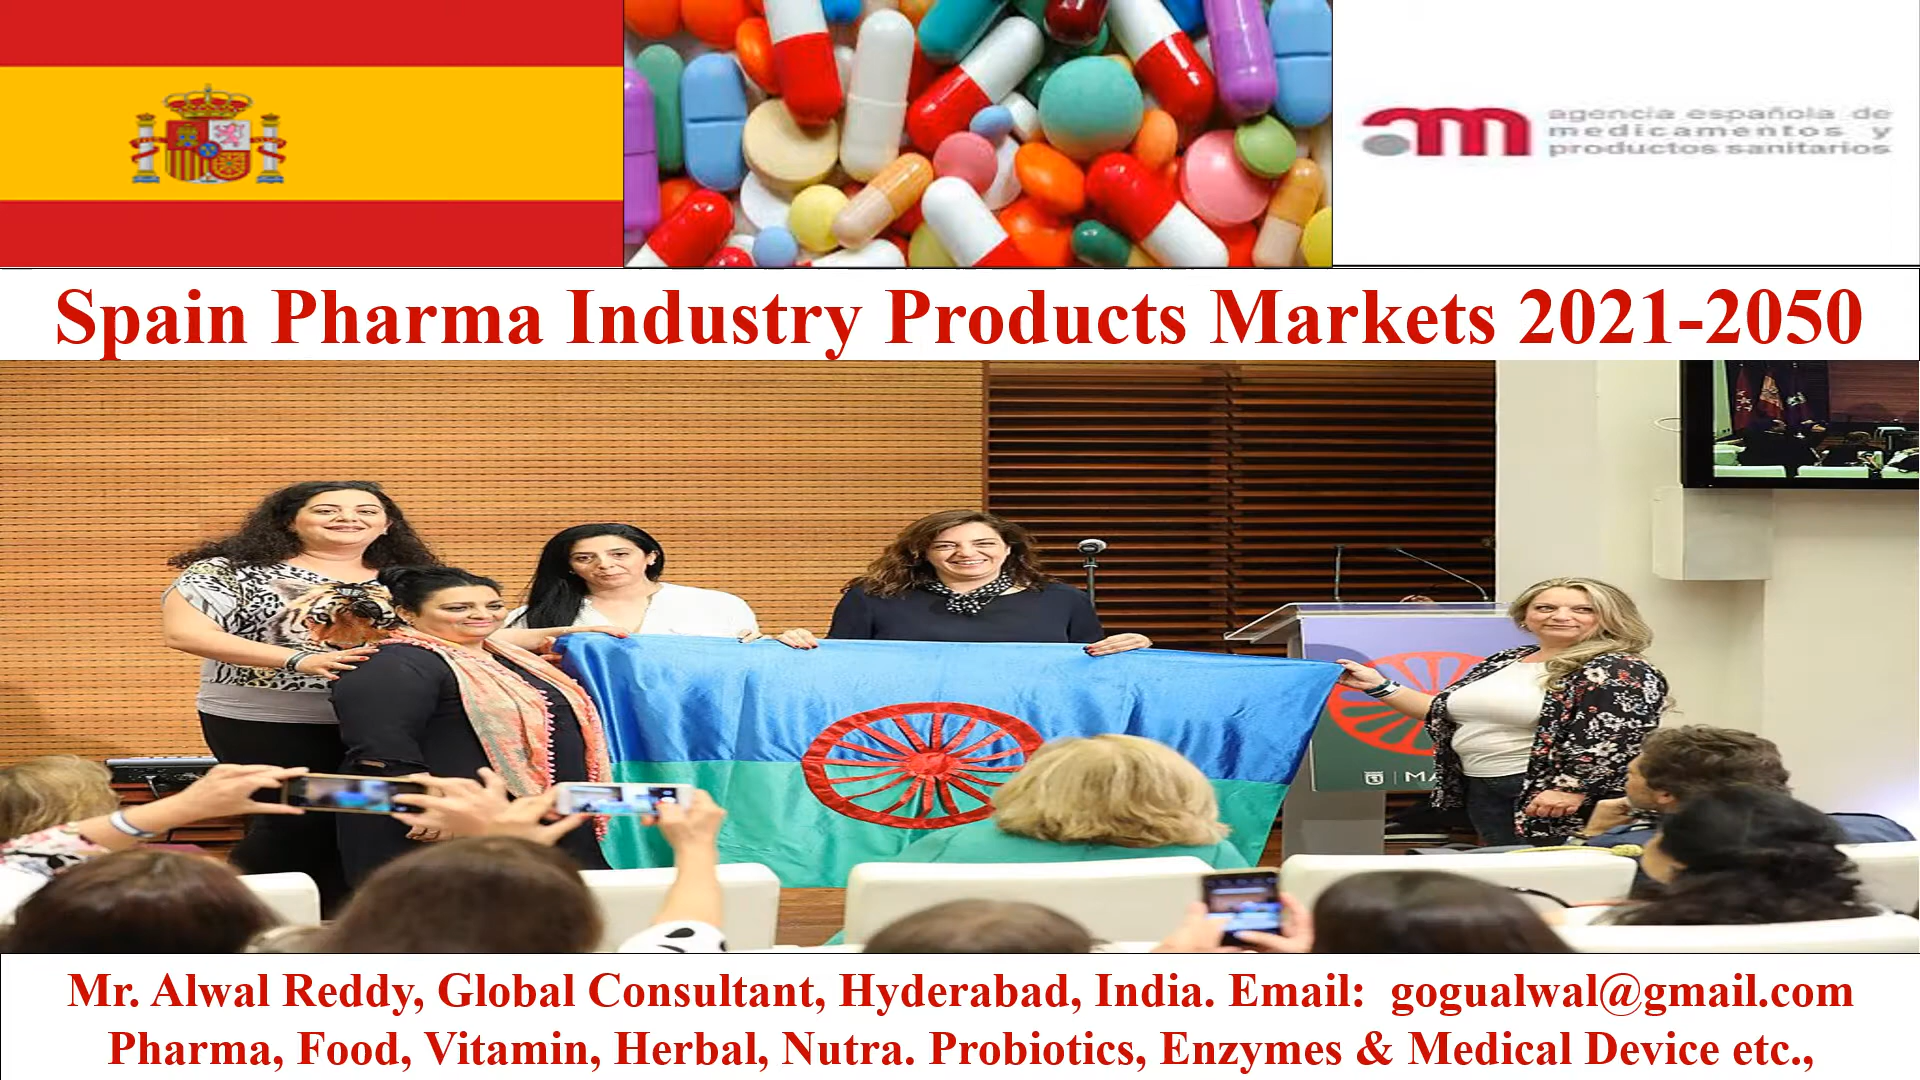 agencia española de
medicamentos y
productos sanitarios
Spain Pharma Industry Products Markets 2021-2050
MA
Mr. Alwal Reddy, Global Consultant, Hyderabad, India. Email: gogualwal@gmail.com
Pharma, Food, Vitamin, Herbal, Nutra. Probiotics, Enzymes & Medical Device etc.,